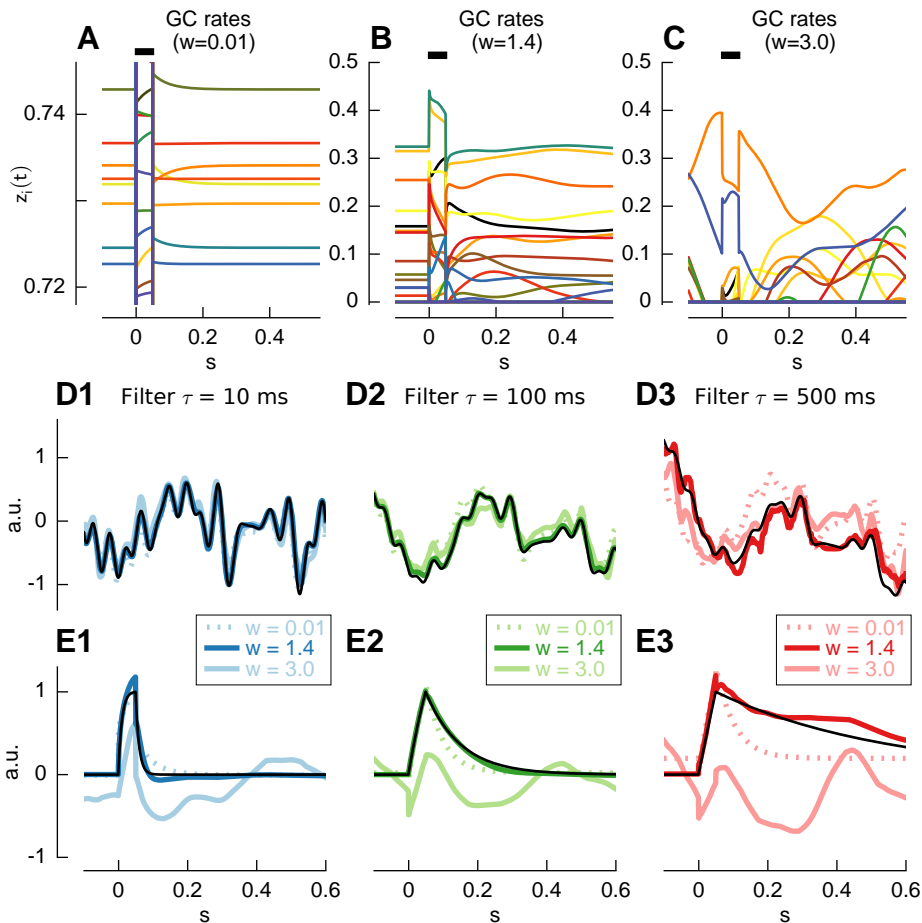 A
GC rates
(w=0.01)
B
GC rates
(w=1.4)
C
GC rates
(w=3.0)
z_i(t)
0.74
0.72
0
0.2
0.4
s
0.5
0.4
0.3
0.2
0.1
0
0
0.2
0.4
s
0.5
0.4
0.3
0.2
0.1
0
0
0.2
0.4
s
D1 Filter τ = 10 ms
D2 Filter τ = 100 ms
D3 Filter τ = 500 ms
a.u.
1
0
-1
E1
w = 0.01
w = 1.4
w = 3.0
E2
w = 0.01
w = 1.4
w = 3.0
E3
w = 0.01
w = 1.4
w = 3.0
a.u.
1
0
-1
0
0.2
0.4
0.6
s
0
0.2
0.4
0.6
s
0
0.2
0.4
0.6
s